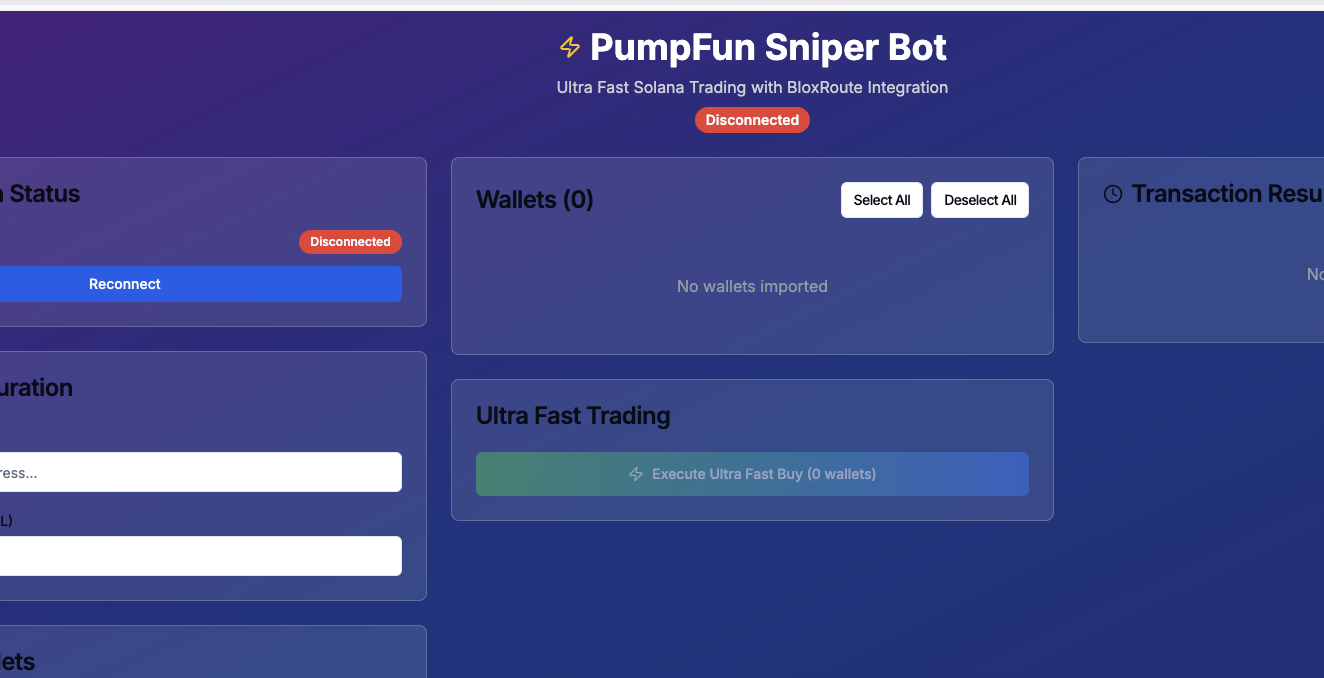 PumpFun Sniper Bot
Ultra Fast Solana Trading with BloxRoute Integration
Disconnected
Status
Disconnected
Reconnect
uration
ress...
L)
lets
Wallets (0)
Select All
Deselect All
No wallets imported
Ultra Fast Trading
Execute Ultra Fast Buy (0 wallets)
Transaction Resu
No